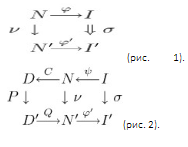 N φ→ I
ν ↓ ⇓ σ
N' φ'→ I'
(рис. 1).
D C← N ψ← I
P ↓ ↓ ν ↓ σ
D' Q→ N' φ'→ I'
(рис. 2).